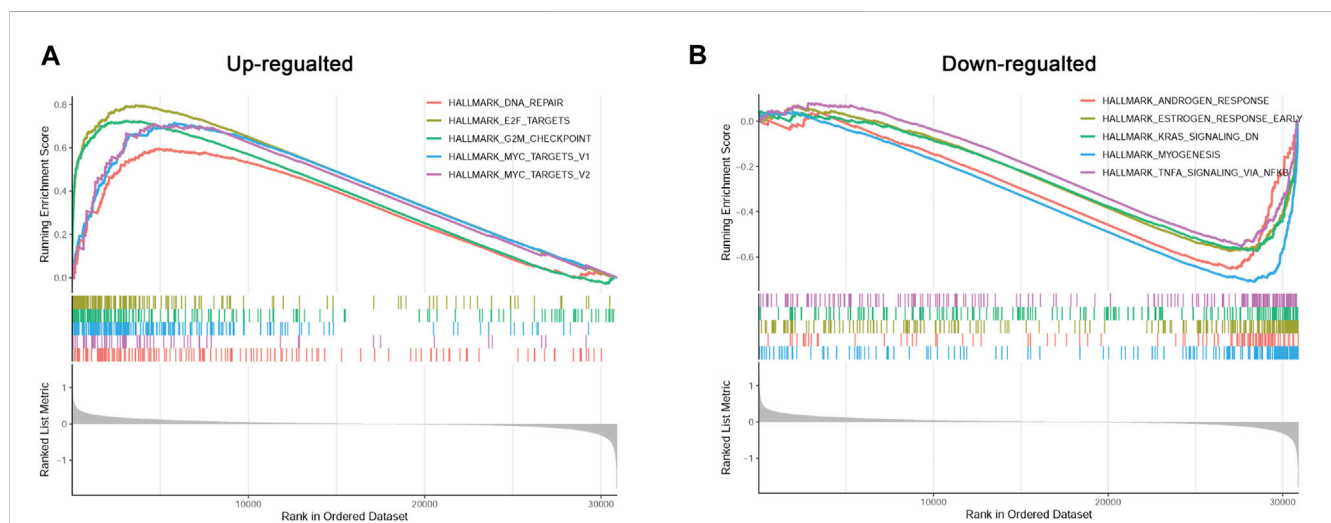 A
Up-regualted
HALLMARK_DNA_REPAIR
HALLMARK_E2F_TARGETS
HALLMARK_G2M_CHECKPOINT
HALLMARK_MYC_TARGETS_V1
HALLMARK_MYC_TARGETS_V2
Running Enrichment Score
0.8
0.6
0.4
0.2
0.0
Ranked List Metric
1
0
−1
10000
20000
30000
Rank in Ordered Dataset
B
Down-regualted
HALLMARK_ANDROGEN_RESPONSE
HALLMARK_ESTROGEN_RESPONSE_EARLY
HALLMARK_KRAS_SIGNALING_DN
HALLMARK_MYOGENESIS
HALLMARK_TNFA_SIGNALING_VIA_NFKB
Running Enrichment Score
0.0
−0.2
−0.4
−0.6
Ranked List Metric
1
0
−1
10000
20000
30000
Rank in Ordered Dataset